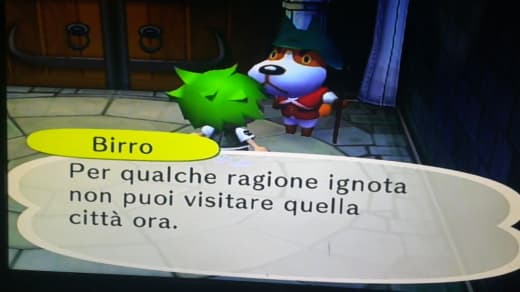 Birro
Per qualche ragione ignota
non puoi visitare quella
città ora.